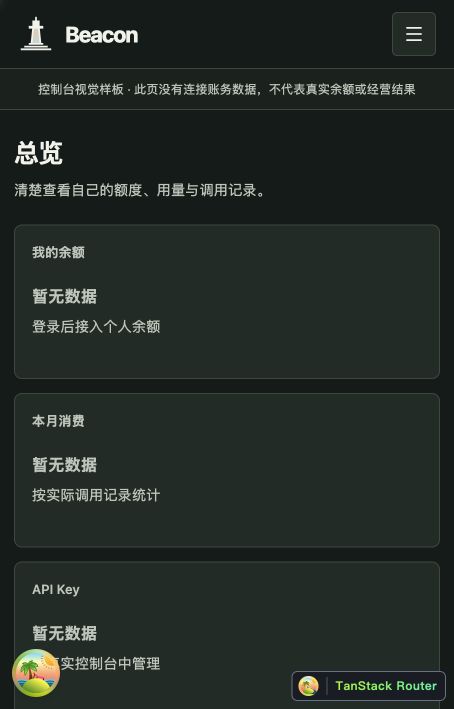 Beacon
控制台视觉样板 · 此页没有连接账务数据，不代表真实余额或经营结果
总览
清楚查看自己的额度、用量与调用记录。
我的余额
暂无数据
登录后接入个人余额
本月消费
暂无数据
按实际调用记录统计
API Key
暂无数据
实控制台中管理
TanStack Router